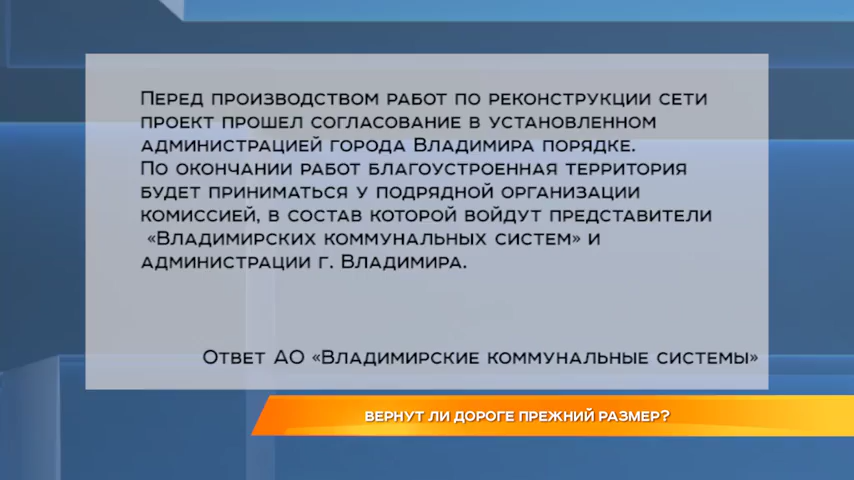 Перед производством работ по реконструкции сети
проект прошел согласование в установленном
администрацией города Владимира порядке.
По окончании работ благоустроенная территория
будет приниматься у подрядной организации
комиссией, в состав которой войдут представители
«Владимирских коммунальных систем» и
администрации г. Владимира.
Ответ АО «Владимирские коммунальные системы»
ВЕРНУТ ЛИ ДОРОГЕ ПРЕЖНИЙ РАЗМЕР?